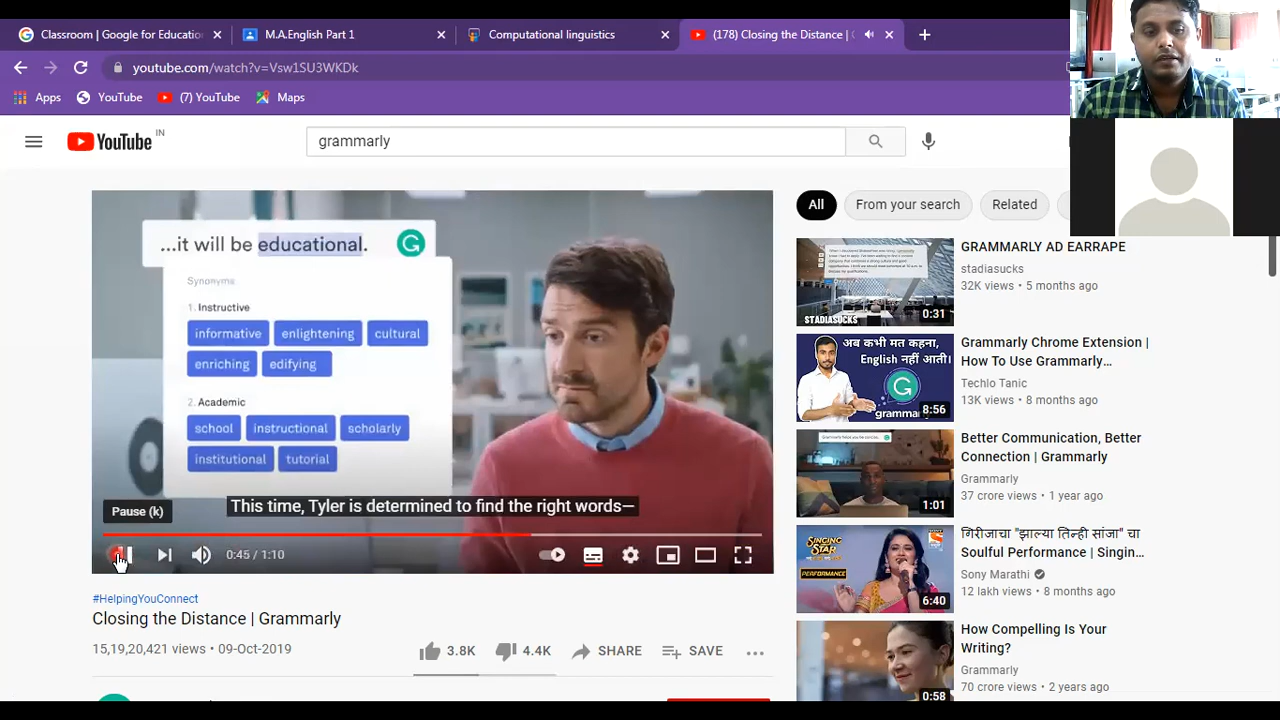 Classroom | Google for Educatio
M.A.English Part 1
Computational linguistics
(178) Closing the Distance | G
youtube.com/watch?v=Vsw1SU3WKDk
Apps
YouTube
(7) YouTube
Maps
YouTube IN
grammarly
...it will be educational.
Synonyms
1. Instructive
informative enlightening cultural
enriching edifying
2. Academic
school instructional scholarly
institutional tutorial
This time, Tyler is determined to find the right words—
Pause (k)
0:45 / 1:10
#HelpingYouConnect
Closing the Distance | Grammarly
15,19,20,421 views • 09-Oct-2019
3.8K
4.4K
SHARE
SAVE
All
From your search
Related
STADIASUCKS
0:31
GRAMMARLY AD EARRAPE
stadiasucks
32K views • 5 months ago
अब कभी मत कहना,
English नहीं आती।
grammarly
8:56
Grammarly Chrome Extension |
How To Use Grammarly…
Techlo Tanic
13K views • 8 months ago
1:01
Better Communication, Better
Connection | Grammarly
Grammarly
37 crore views • 1 year ago
SINGING
STAR
PERFORMANCE
6:40
गिरीजाचा "झाल्या तिन्ही सांजा" चा
Soulful Performance | Singin…
Sony Marathi
12 lakh views • 8 months ago
0:58
How Compelling Is Your
Writing?
Grammarly
70 crore views • 2 years ago